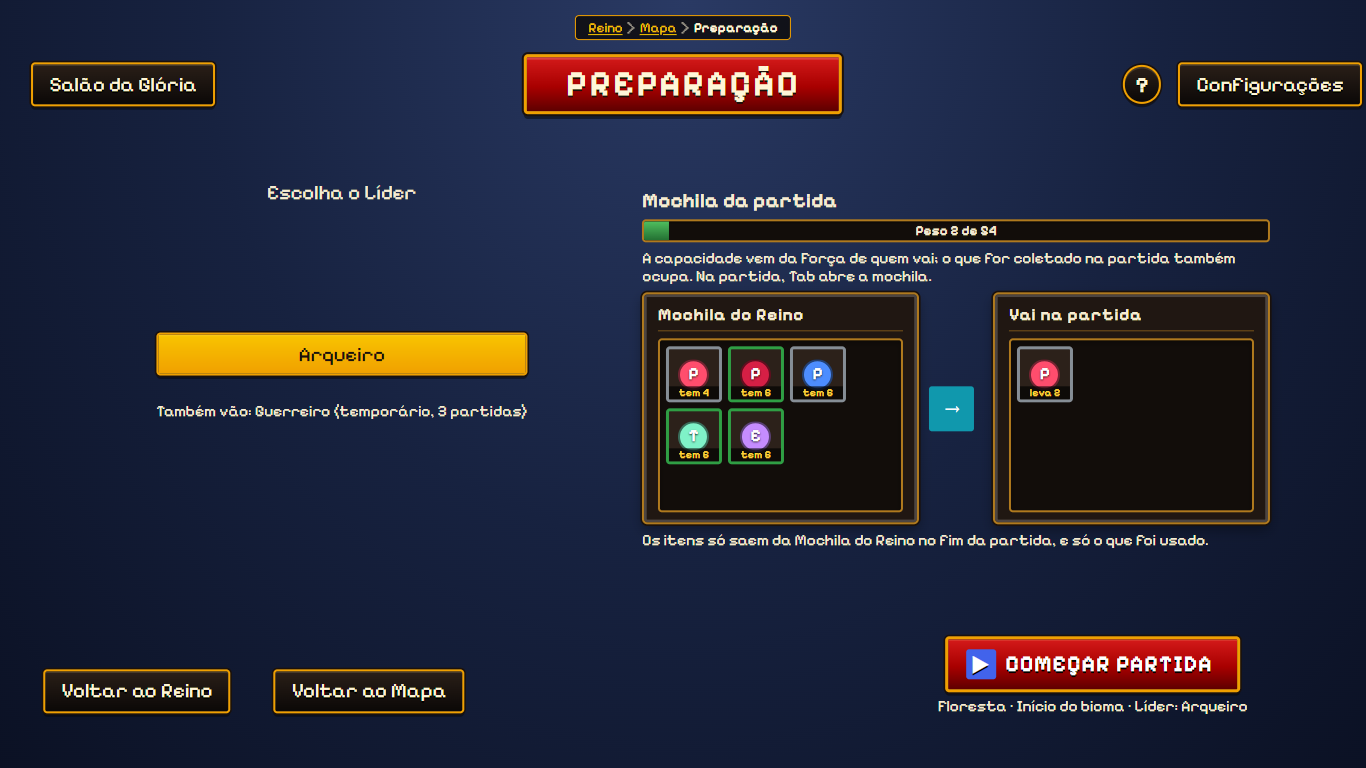 Reino > Mapa > Preparação
Salão da Glória
PREPARAÇÃO
?
Configurações
Escolha o Líder
Arqueiro
Também vão: Guerreiro (temporário, 3 partidas)
Mochila da partida
Peso 2 de 94
A capacidade vem da Força de quem vai; o que for coletado na partida também
ocupa. Na partida, Tab abre a mochila.
Mochila do Reino
P
tem 4
P
tem 6
P
tem 6
T
tem 6
E
tem 6
→
Vai na partida
P
leva 2
Os itens só saem da Mochila do Reino no fim da partida, e só o que foi usado.
Voltar ao Reino
Voltar ao Mapa
COMEÇAR PARTIDA
Floresta · Início do bioma · Líder: Arqueiro